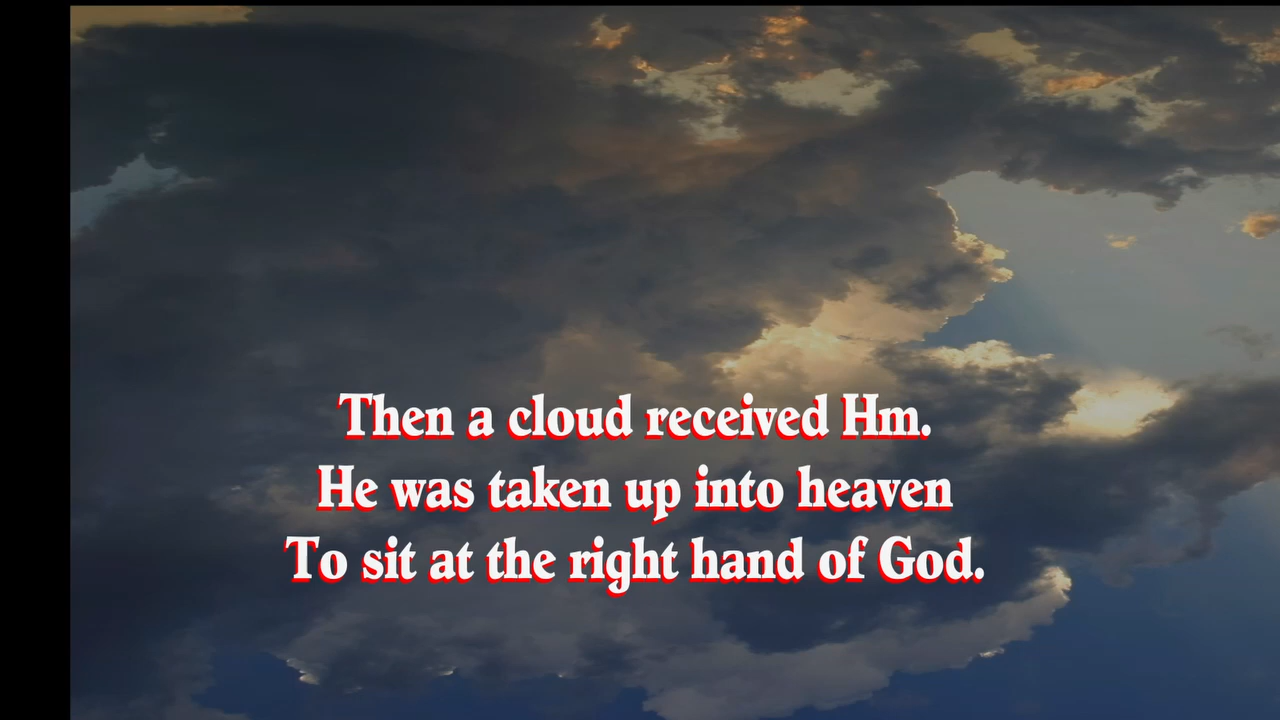 Then a cloud received Hm.
He was taken up into heaven
To sit at the right hand of God.